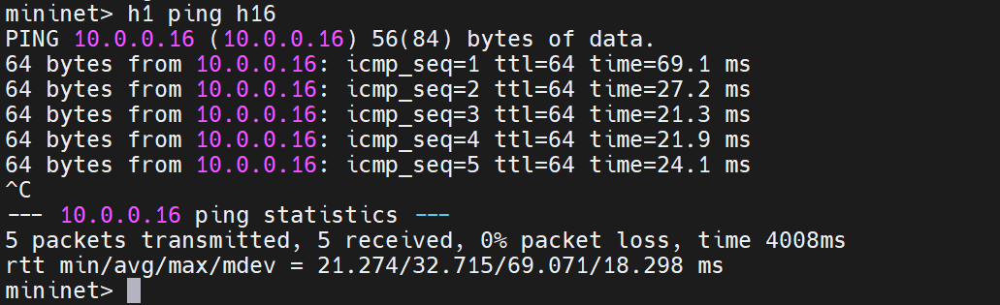 mininet> h1 ping h16
PING 10.0.0.16 (10.0.0.16) 56(84) bytes of data.
64 bytes from 10.0.0.16: icmp_seq=1 ttl=64 time=69.1 ms
64 bytes from 10.0.0.16: icmp_seq=2 ttl=64 time=27.2 ms
64 bytes from 10.0.0.16: icmp_seq=3 ttl=64 time=21.3 ms
64 bytes from 10.0.0.16: icmp_seq=4 ttl=64 time=21.9 ms
64 bytes from 10.0.0.16: icmp_seq=5 ttl=64 time=24.1 ms
^C
--- 10.0.0.16 ping statistics ---
5 packets transmitted, 5 received, 0% packet loss, time 4008ms
rtt min/avg/max/mdev = 21.274/32.715/69.071/18.298 ms
mininet>